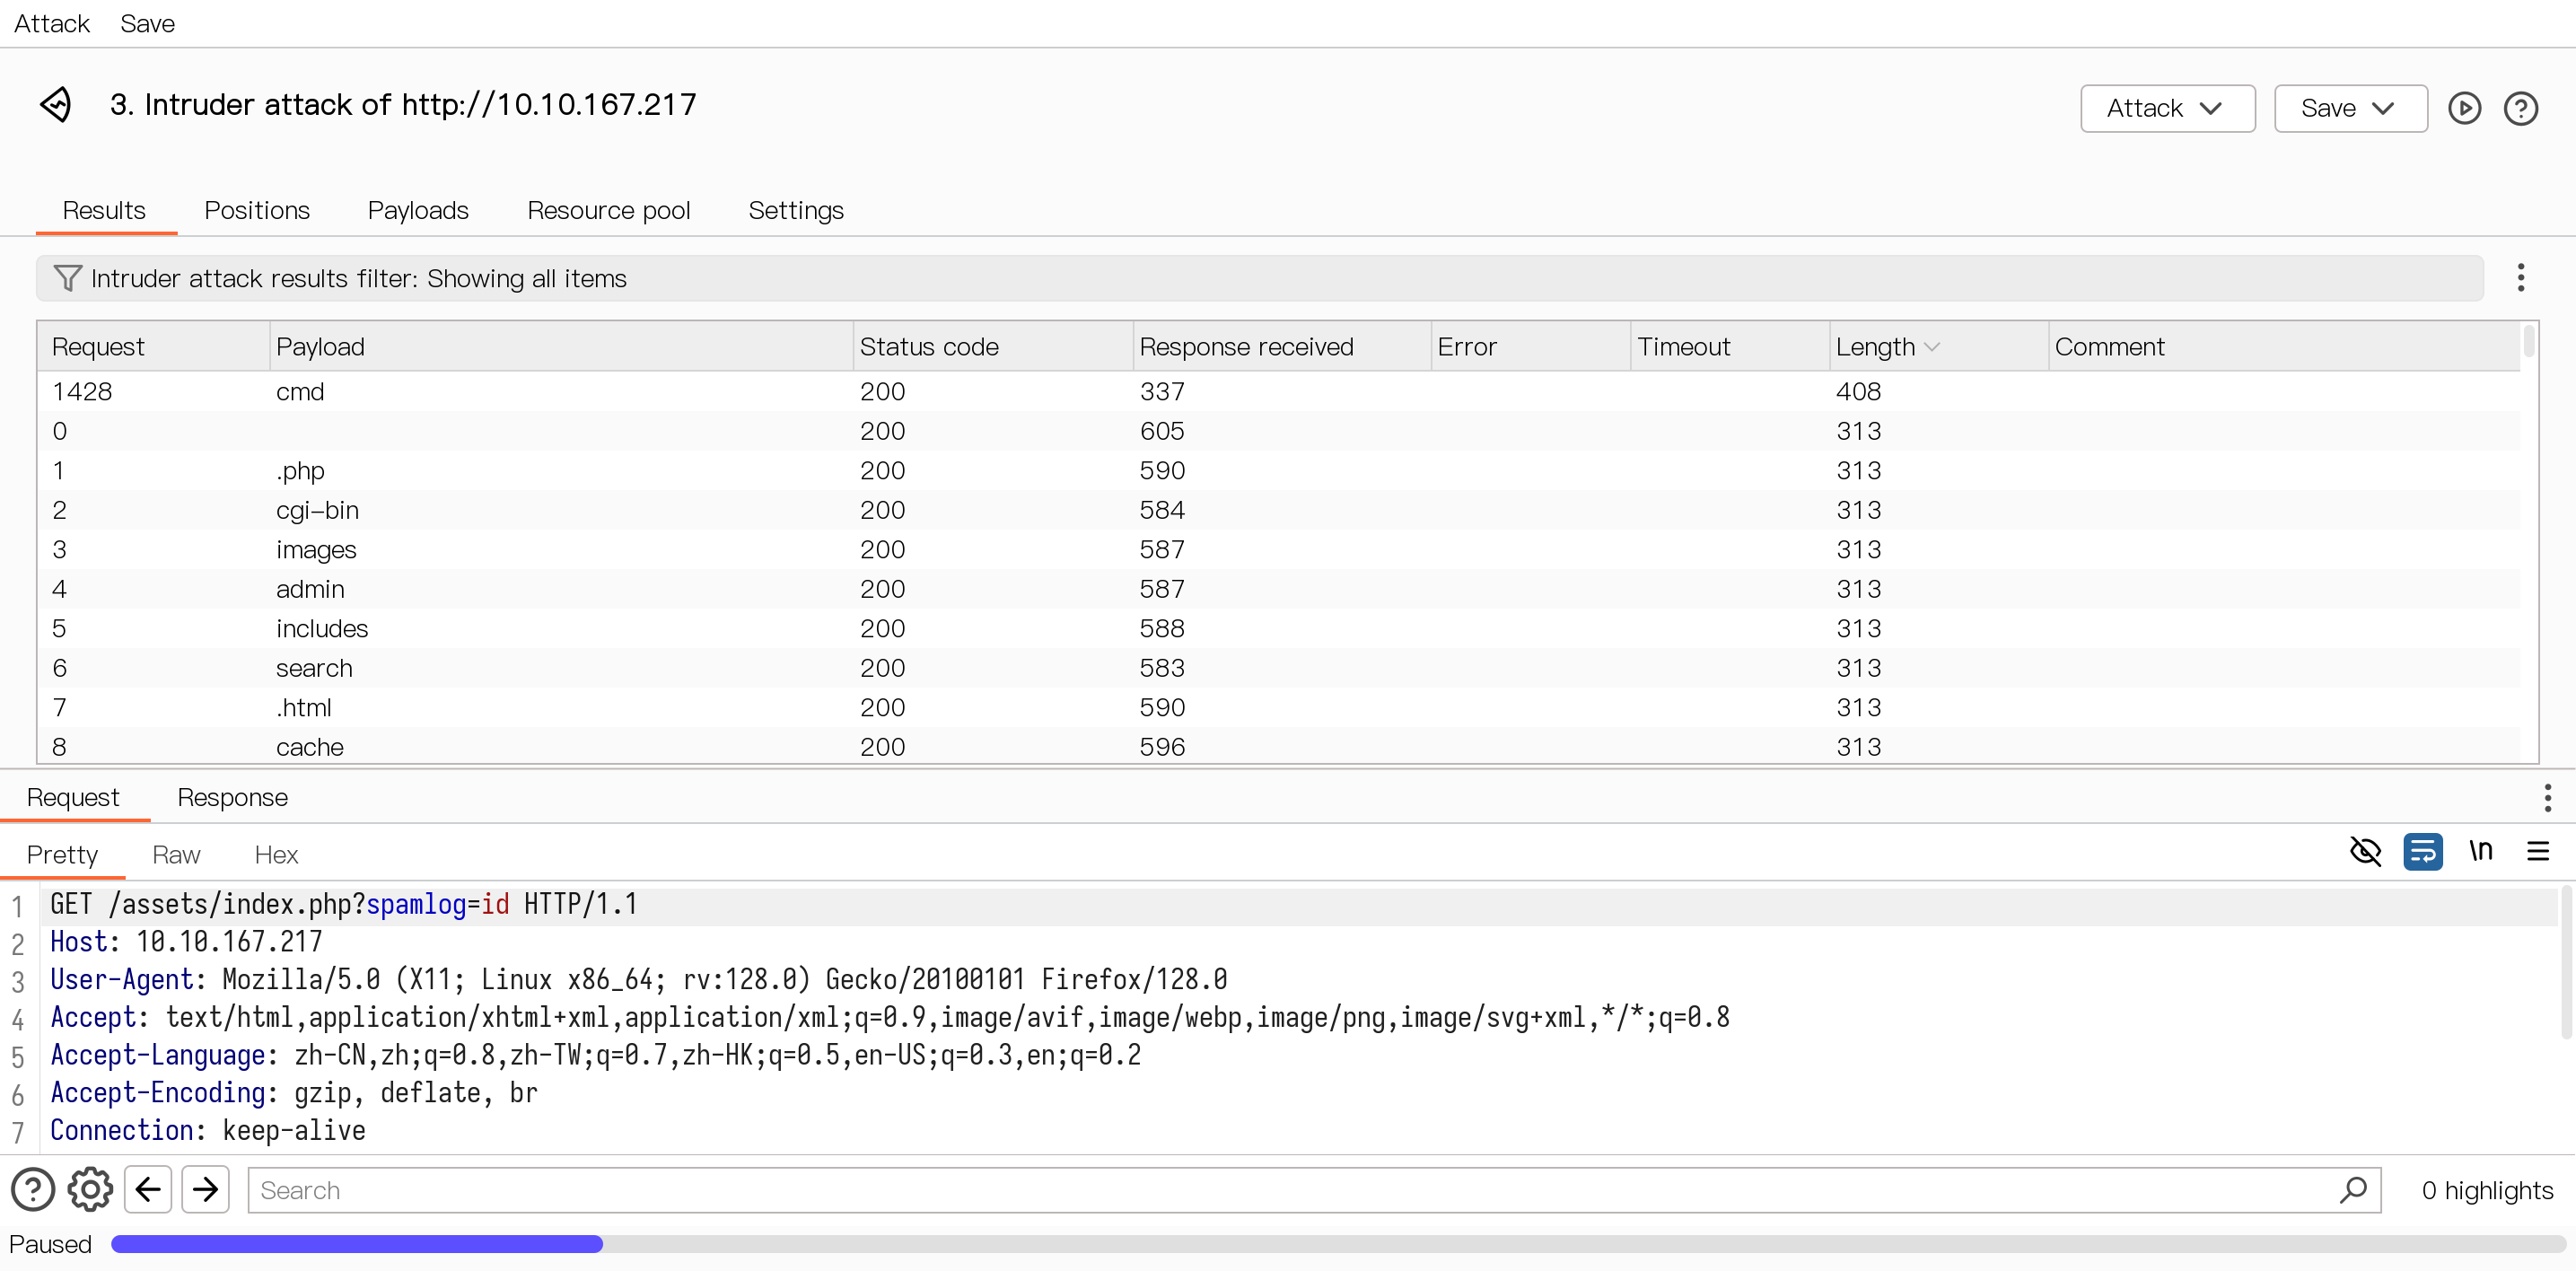 Attack Save
3. Intruder attack of http://10.10.167.217
Attack Save
Results Positions Payloads Resource pool Settings
Intruder attack results filter: Showing all items
Request Payload Status code Response received Error Timeout Length Comment
1428 cmd 200 337 408
0 200 605 313
1 .php 200 590 313
2 cgi-bin 200 584 313
3 images 200 587 313
4 admin 200 587 313
5 includes 200 588 313
6 search 200 583 313
7 .html 200 590 313
8 cache 200 596 313
Request Response
Pretty Raw Hex
\n
1 GET /assets/index.php?spamlog=id HTTP/1.1
2 Host: 10.10.167.217
3 User-Agent: Mozilla/5.0 (X11; Linux x86_64; rv:128.0) Gecko/20100101 Firefox/128.0
4 Accept: text/html,application/xhtml+xml,application/xml;q=0.9,image/avif,image/webp,image/png,image/svg+xml,*/*;q=0.8
5 Accept-Language: zh-CN,zh;q=0.8,zh-TW;q=0.7,zh-HK;q=0.5,en-US;q=0.3,en;q=0.2
6 Accept-Encoding: gzip, deflate, br
7 Connection: keep-alive
Search 0 highlights
Paused